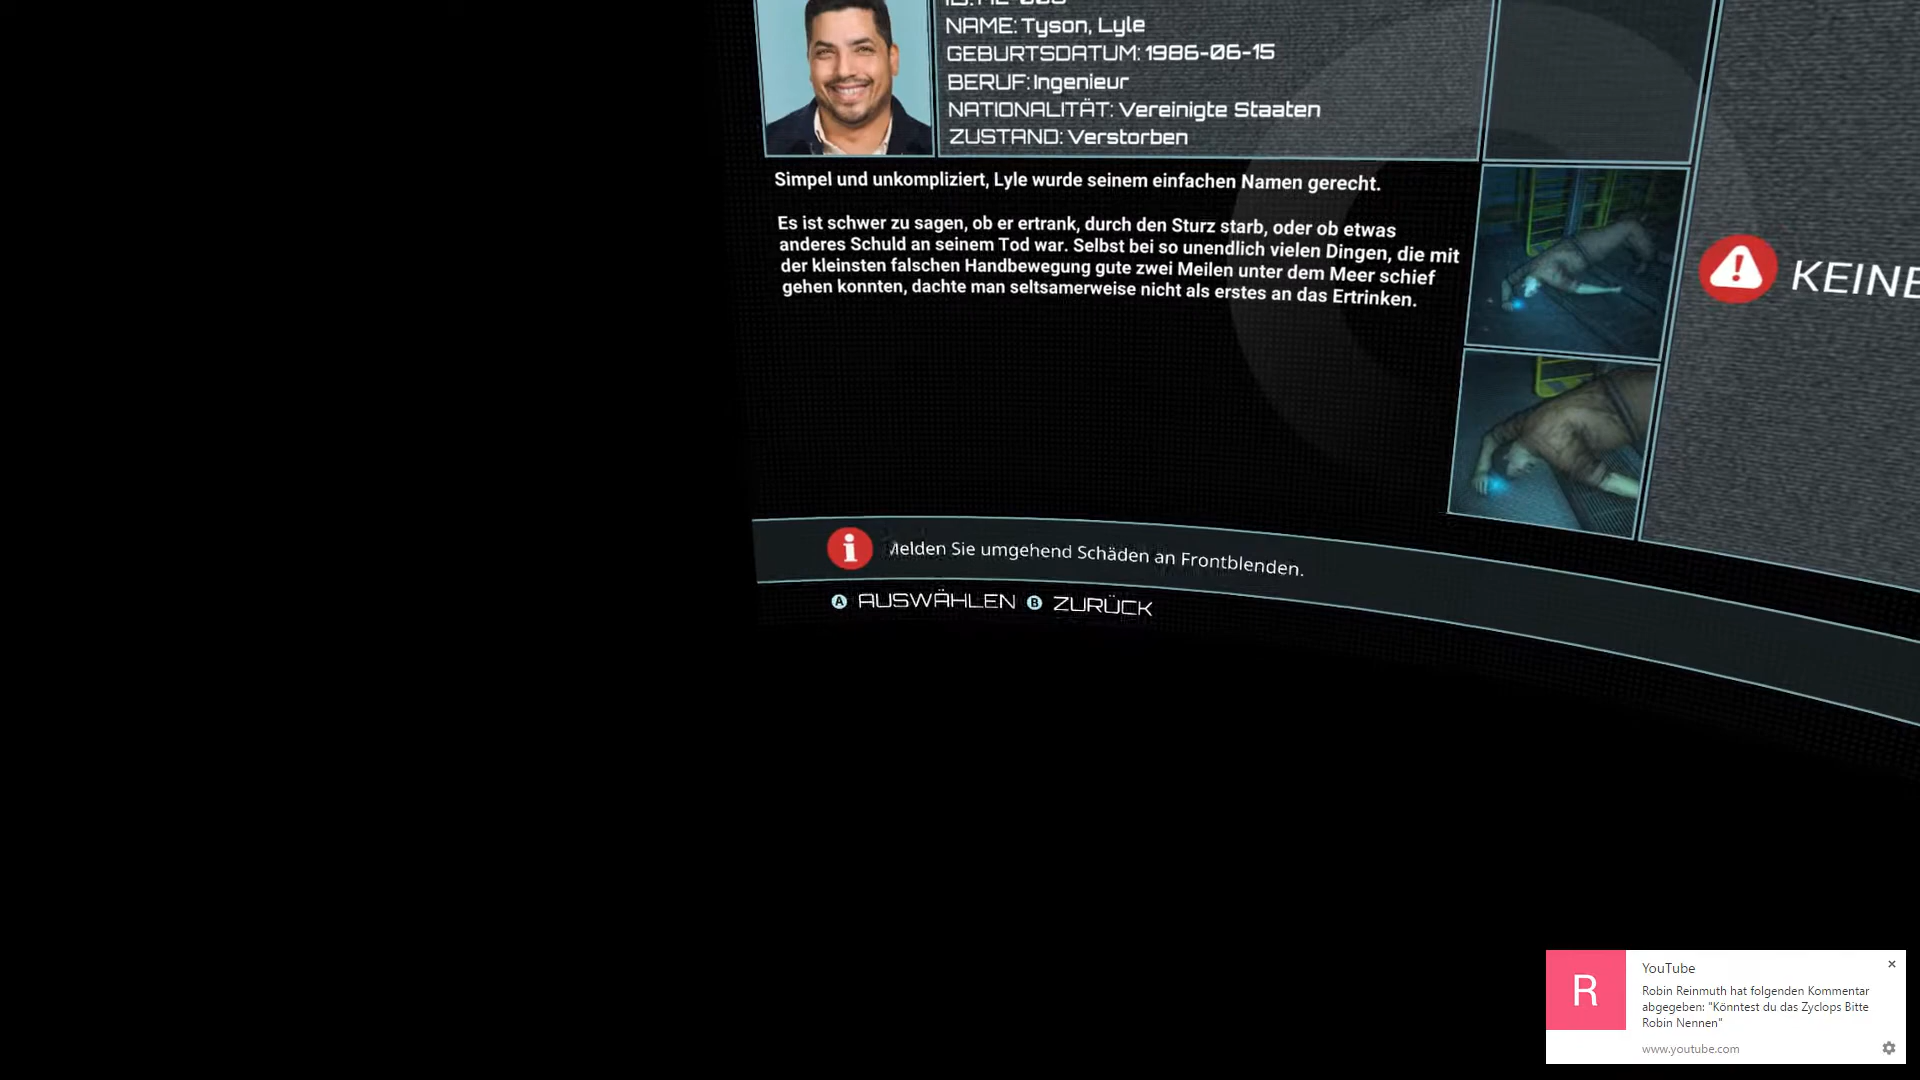 NAME: Tyson, Lyle
GEBURTSDATUM: 1986-06-15
BERUF: Ingenieur
NATIONALITÄT: Vereinigte Staaten
ZUSTAND: Verstorben
Simpel und unkompliziert, Lyle wurde seinem einfachen Namen gerecht.
Es ist schwer zu sagen, ob er ertrank, durch den Sturz starb, oder ob etwas
anderes Schuld an seinem Tod war. Selbst bei so unendlich vielen Dingen, die mit
der kleinsten falschen Handbewegung gute zwei Meilen unter dem Meer schief
gehen konnten, dachte man seltsamerweise nicht als erstes an das Ertrinken.
KEINE
Melden Sie umgehend Schäden an Frontblenden.
A AUSWÄHLEN B ZURÜCK
R
YouTube
Robin Reinmuth hat folgenden Kommentar
abgegeben: "Könntest du das Zyclops Bitte
Robin Nennen"
www.youtube.com